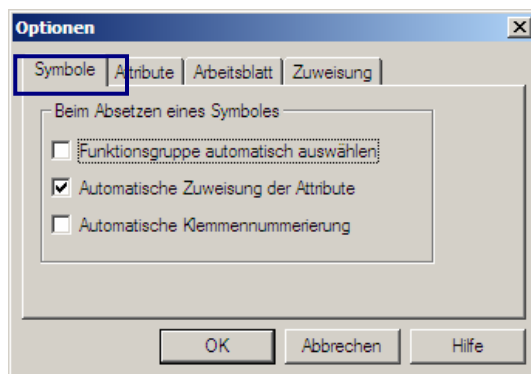 Optionen
Symbole Attribute Arbeitsblatt Zuweisung
Beim Absetzen eines Symboles
Funktionsgruppe automatisch auswählen
Automatische Zuweisung der Attribute
Automatische Klemmennummerierung
OK Abbrechen Hilfe